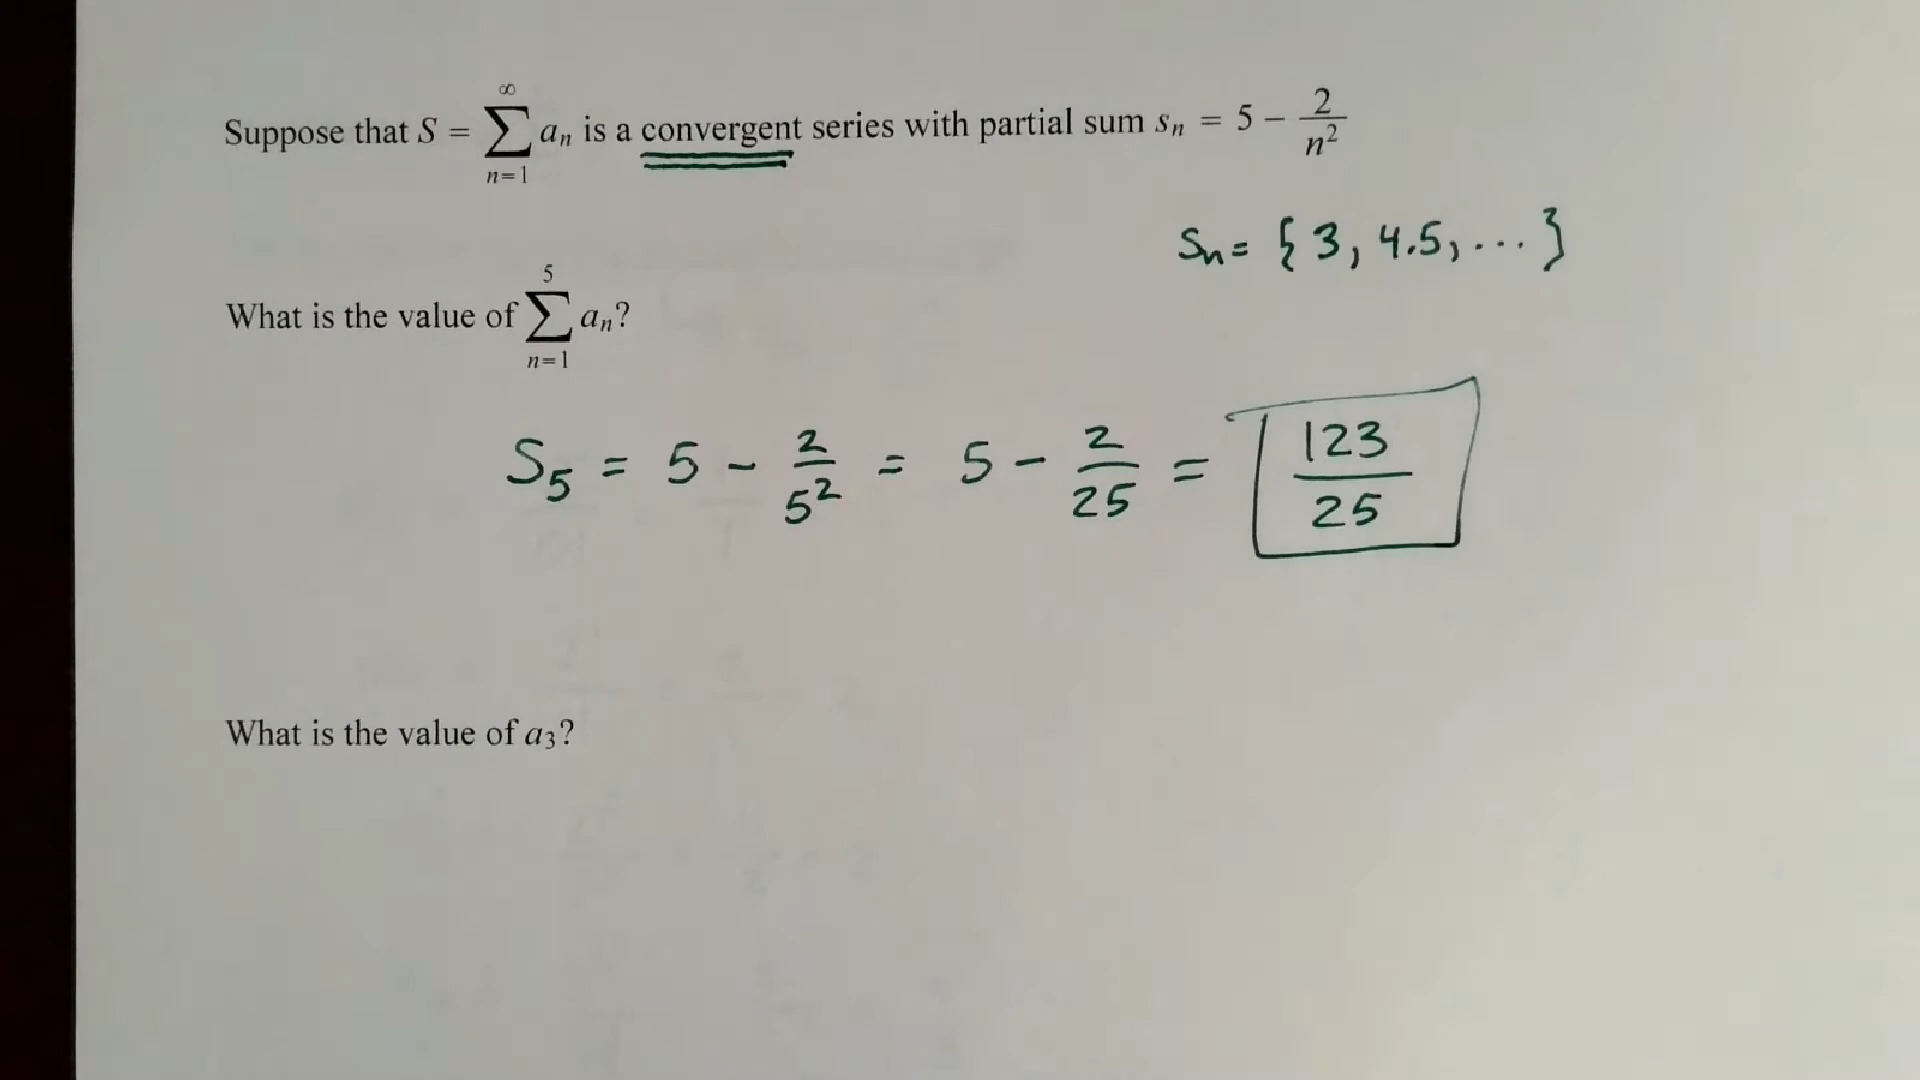 Suppose that S = ∑_{n=1}^{∞} a_n is a convergent series with partial sum s_n = 5 − 2/n²
S_n = { 3, 4.5, ... }
What is the value of ∑_{n=1}^{5} a_n?
S_5 = 5 - 2/5² = 5 - 2/25 = 123/25
What is the value of a_3?